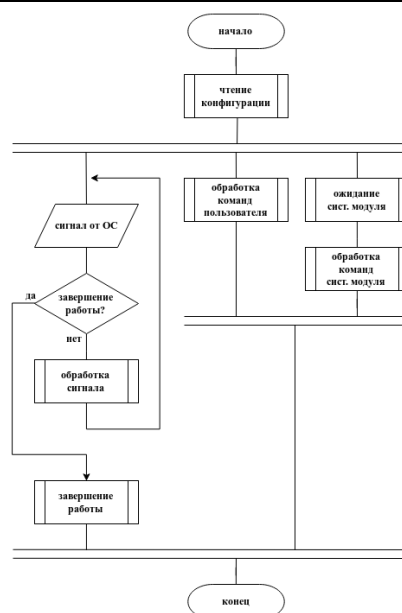 начало
чтение
конфигурации
обработка
команд
пользователя
ожидание
сист. модуля
сигнал от ОС
обработка
команд
сист. модуля
да
завершение
работы?
нет
обработка
сигнала
завершение
работы
конец